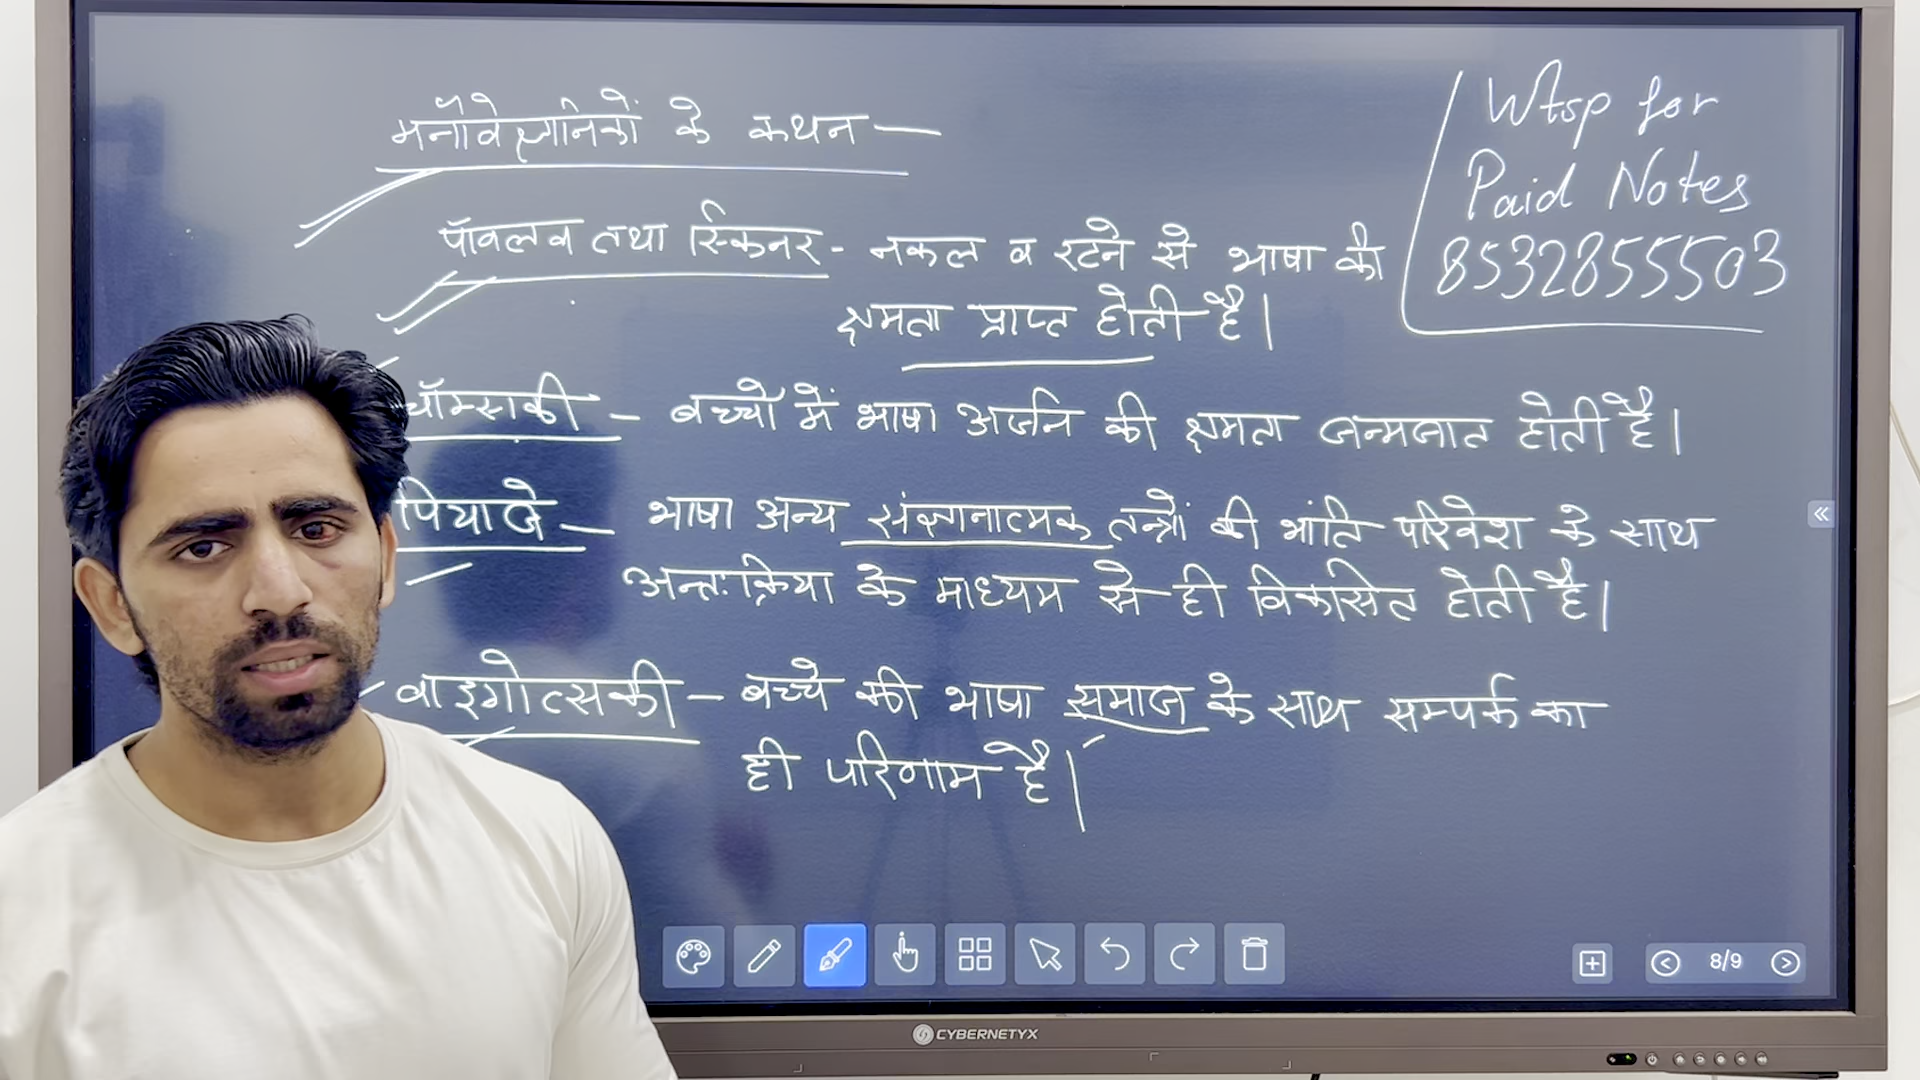 मनोवैज्ञानिकों के कथन —
पॉवलव तथा स्किनर - नकल व रटने से भाषा की
क्षमता प्राप्त होती है।
चॉम्स्की — बच्चों में भाषा अर्जन की क्षमता जन्मजात होती है।
पियाजे — भाषा अन्य संज्ञानात्मक तन्त्रों की भांति परिवेश के साथ
अन्तःक्रिया के माध्यम से ही विकसित होती है।
वाइगोत्सकी — बच्चे की भाषा समाज के साथ सम्पर्क का
ही परिणाम है।
Wtsp for
Paid Notes
8532855503
8/9
CYBERNETYX